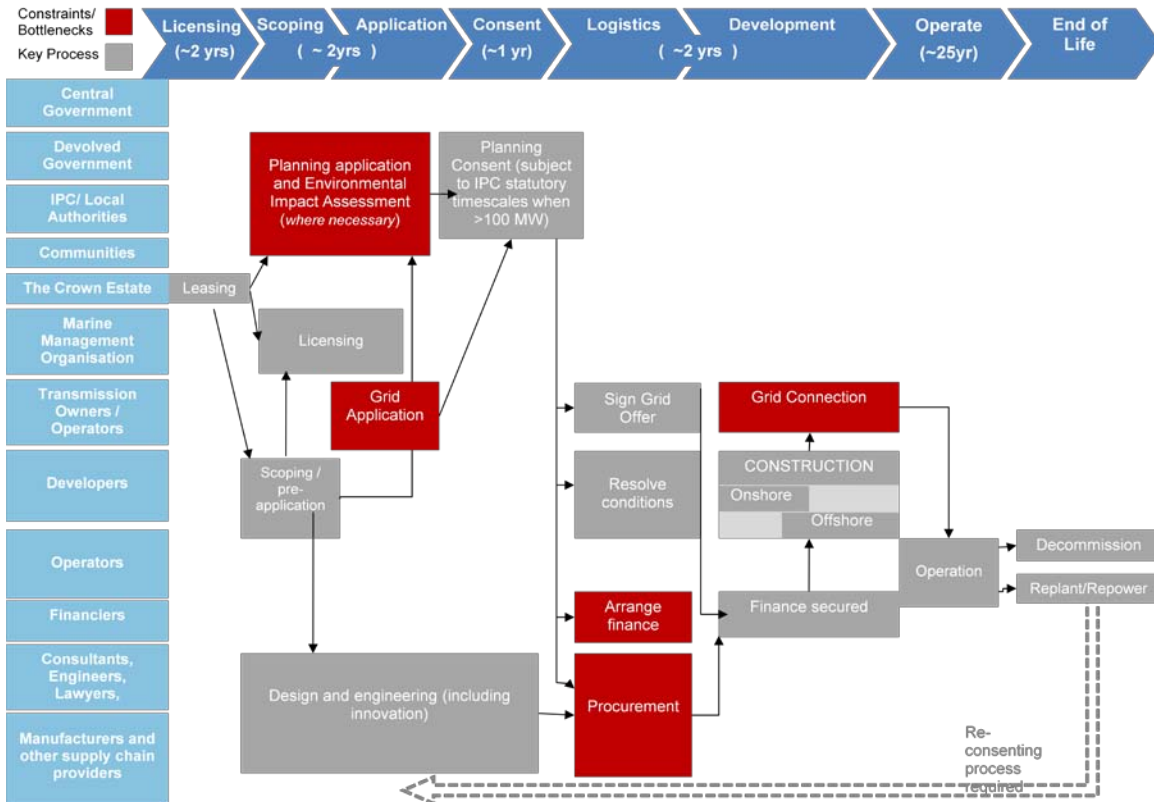 Constraints/
Bottlenecks
Key Process
Licensing
(~2 yrs)
Scoping
Application
( ~ 2yrs )
Consent
(~1 yr)
Logistics
Development
( ~2 yrs )
Operate
(~25yr)
End of
Life
Central
Government
Devolved
Government
IPC/ Local
Authorities
Communities
The Crown Estate
Marine
Management
Organisation
Transmission
Owners /
Operators
Developers
Operators
Financiers
Consultants,
Engineers,
Lawyers,
Manufacturers and
other supply chain
providers
Planning application
and Environmental
Impact Assessment
(where necessary)
Planning
Consent (subject
to IPC statutory
timescales when
>100 MW)
Leasing
Licensing
Grid
Application
Scoping /
pre-
application
Sign Grid
Offer
Resolve
conditions
Grid Connection
CONSTRUCTION
Onshore
Offshore
Operation
Decommission
Replant/Repower
Arrange
finance
Finance secured
Design and engineering (including
innovation)
Procurement
Re-
consenting
process
required